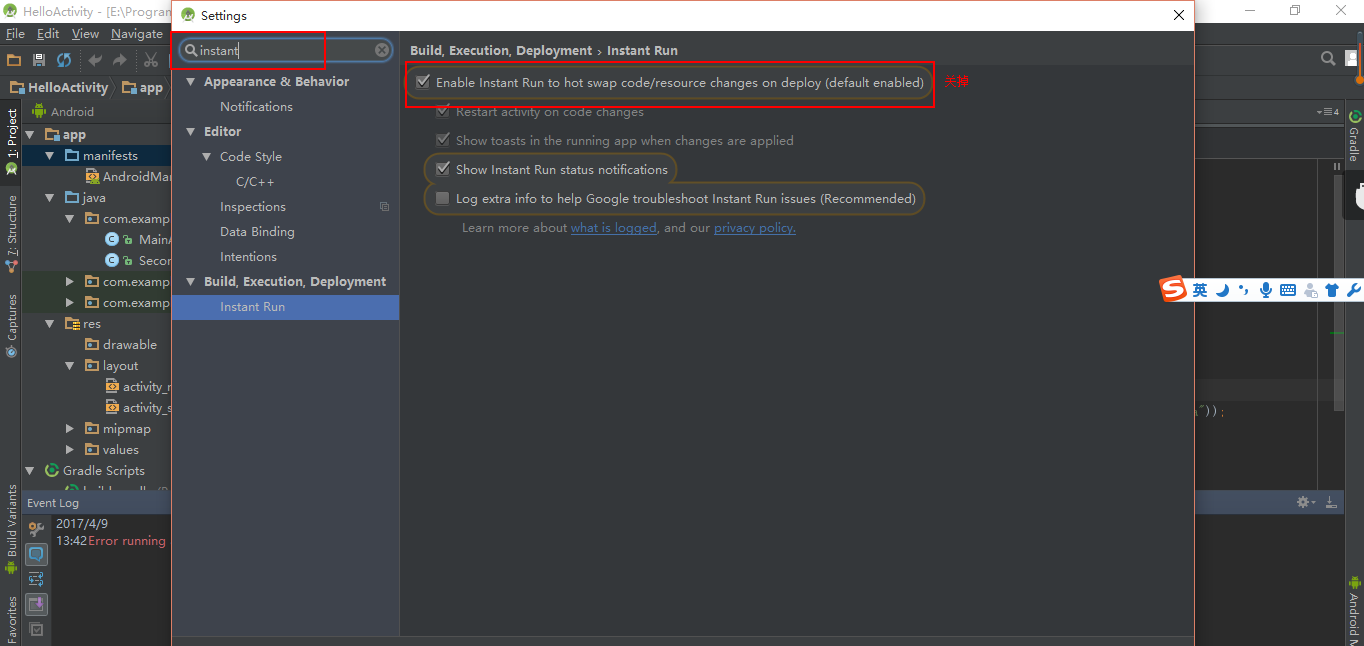 HelloActivity - [E:\Program
Settings
File Edit View Navigate
instant
Build, Execution, Deployment › Instant Run
HelloActivity app
Appearance & Behavior
Enable Instant Run to hot swap code/resource changes on deploy (default enabled)
关掉
Notifications
Restart activity on code changes
Android
4
1: Project
app
Editor
Show toasts in the running app when changes are applied
Gradle
manifests
Code Style
Show Instant Run status notifications
AndroidMa
C/C++
java
Inspections
Log extra info to help Google troubleshoot Instant Run issues (Recommended)
7: Structure
com.examp
Data Binding
Learn more about what is logged, and our privacy policy.
Main
Intentions
Secor
com.examp
Build, Execution, Deployment
英
com.examp
Instant Run
Captures
res
drawable
layout
activity_
activity_s
"));
mipmap
values
Gradle Scripts
Build Variants
Event Log
2017/4/9
13:42 Error running
Favorites
Android M